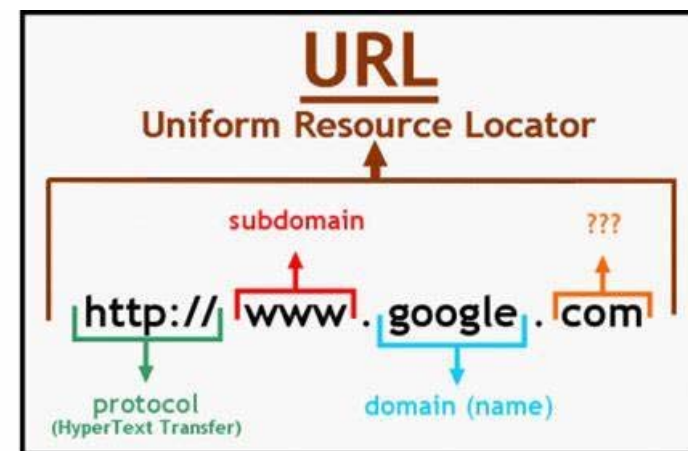 URL
Uniform Resource Locator
subdomain
???
http:// www . google . com
protocol
(HyperText Transfer)
domain (name)